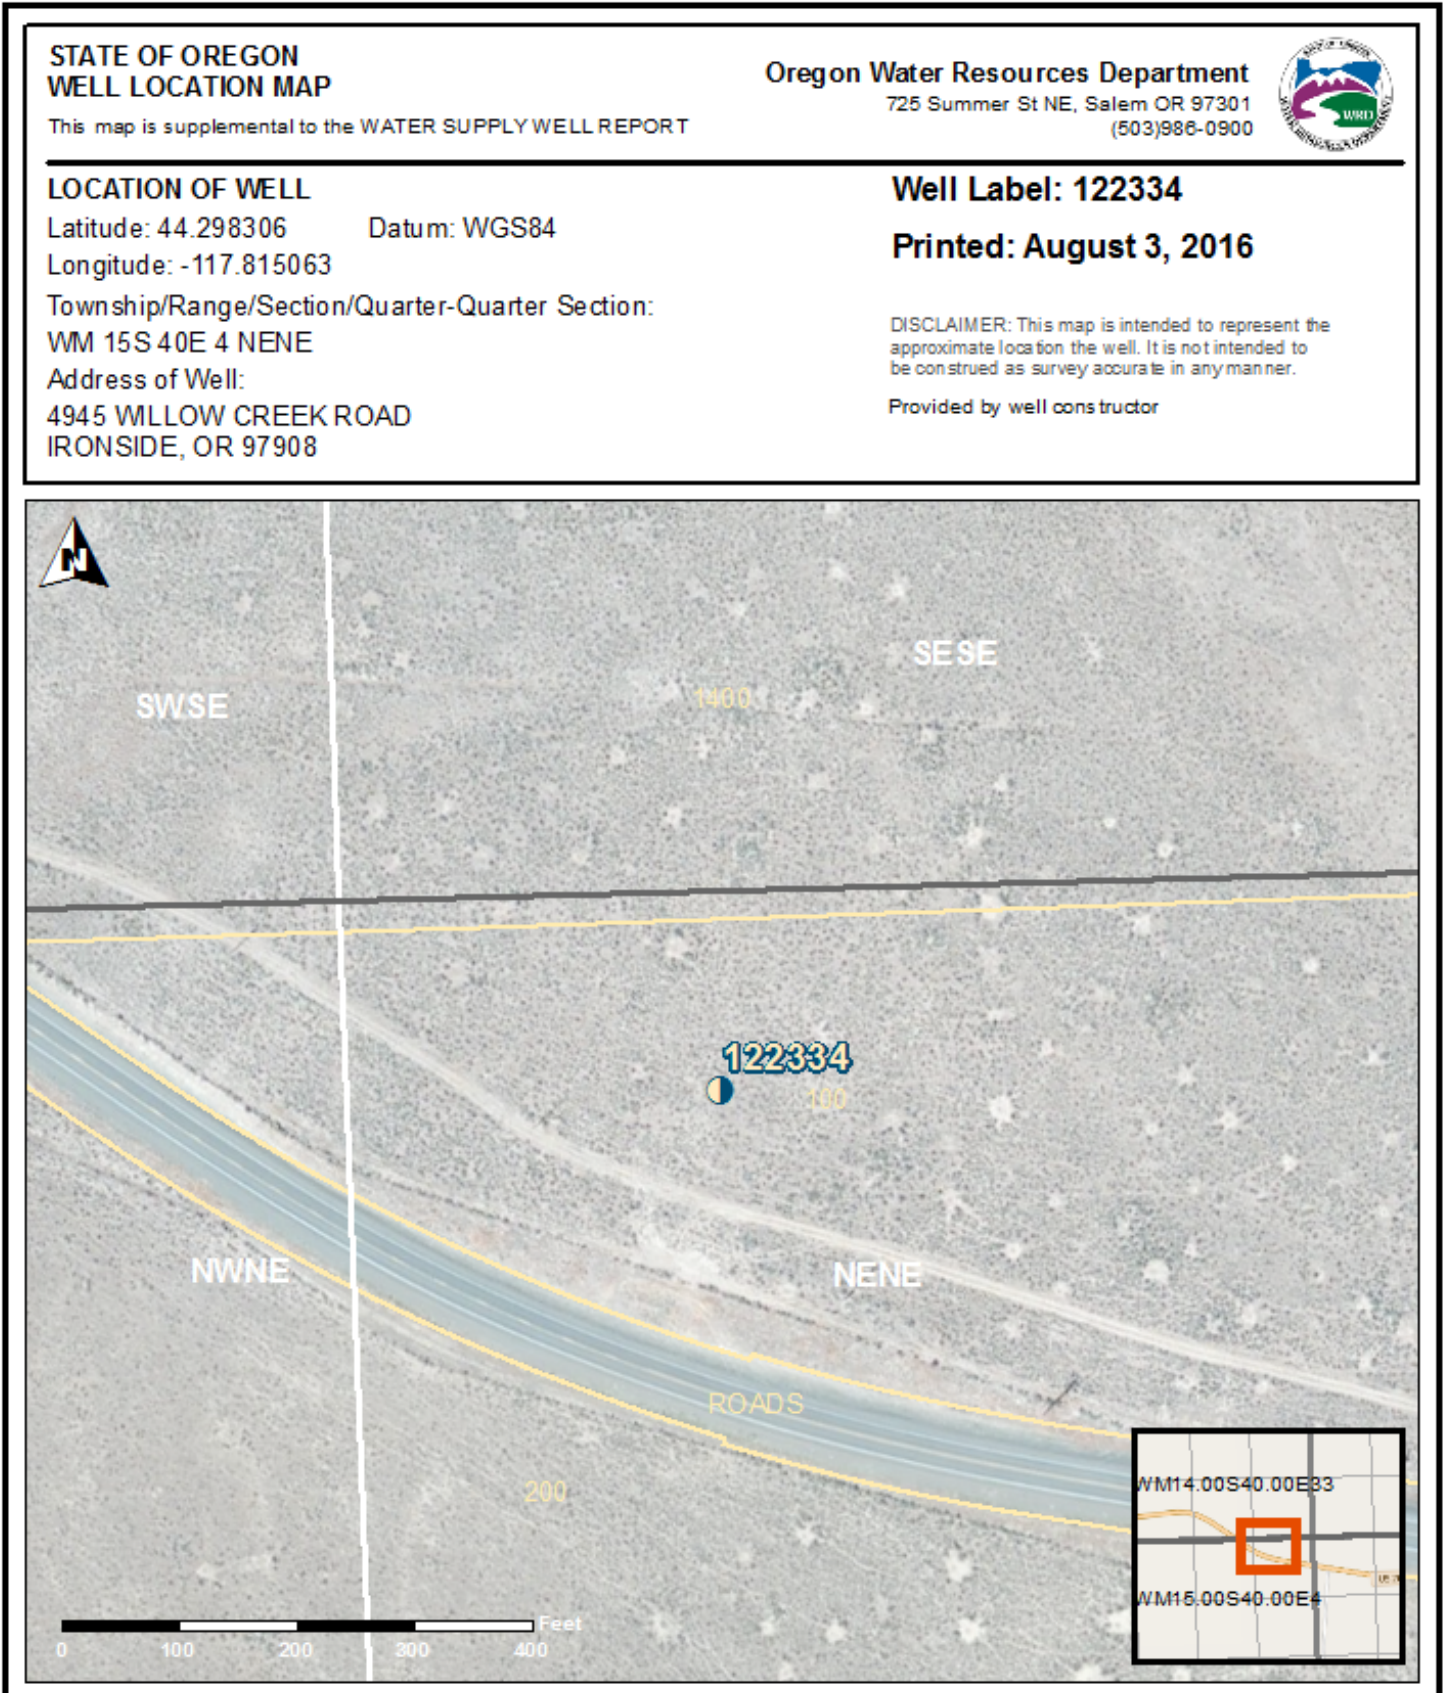 STATE OF OREGON
WELL LOCATION MAP
This map is supplemental to the WATER SUPPLY WELL REPORT
Oregon Water Resources Department
725 Summer St NE, Salem OR 97301
(503)986-0900
WRD
LOCATION OF WELL
Latitude: 44.298306 Datum: WGS84
Longitude: -117.815063
Township/Range/Section/Quarter-Quarter Section:
WM 15S 40E 4 NENE
Address of Well:
4945 WILLOW CREEK ROAD
IRONSIDE, OR 97908
Well Label: 122334
Printed: August 3, 2016
DISCLAIMER: This map is intended to represent the
approximate location the well. It is not intended to
be construed as survey accurate in any manner.
Provided by well constructor
N
SESE
SWSE
1400
122334
100
NWNE
NENE
ROADS
200
WM14.00S40.00E33
WM15.00S40.00E4
Feet
0 100 200 300 400